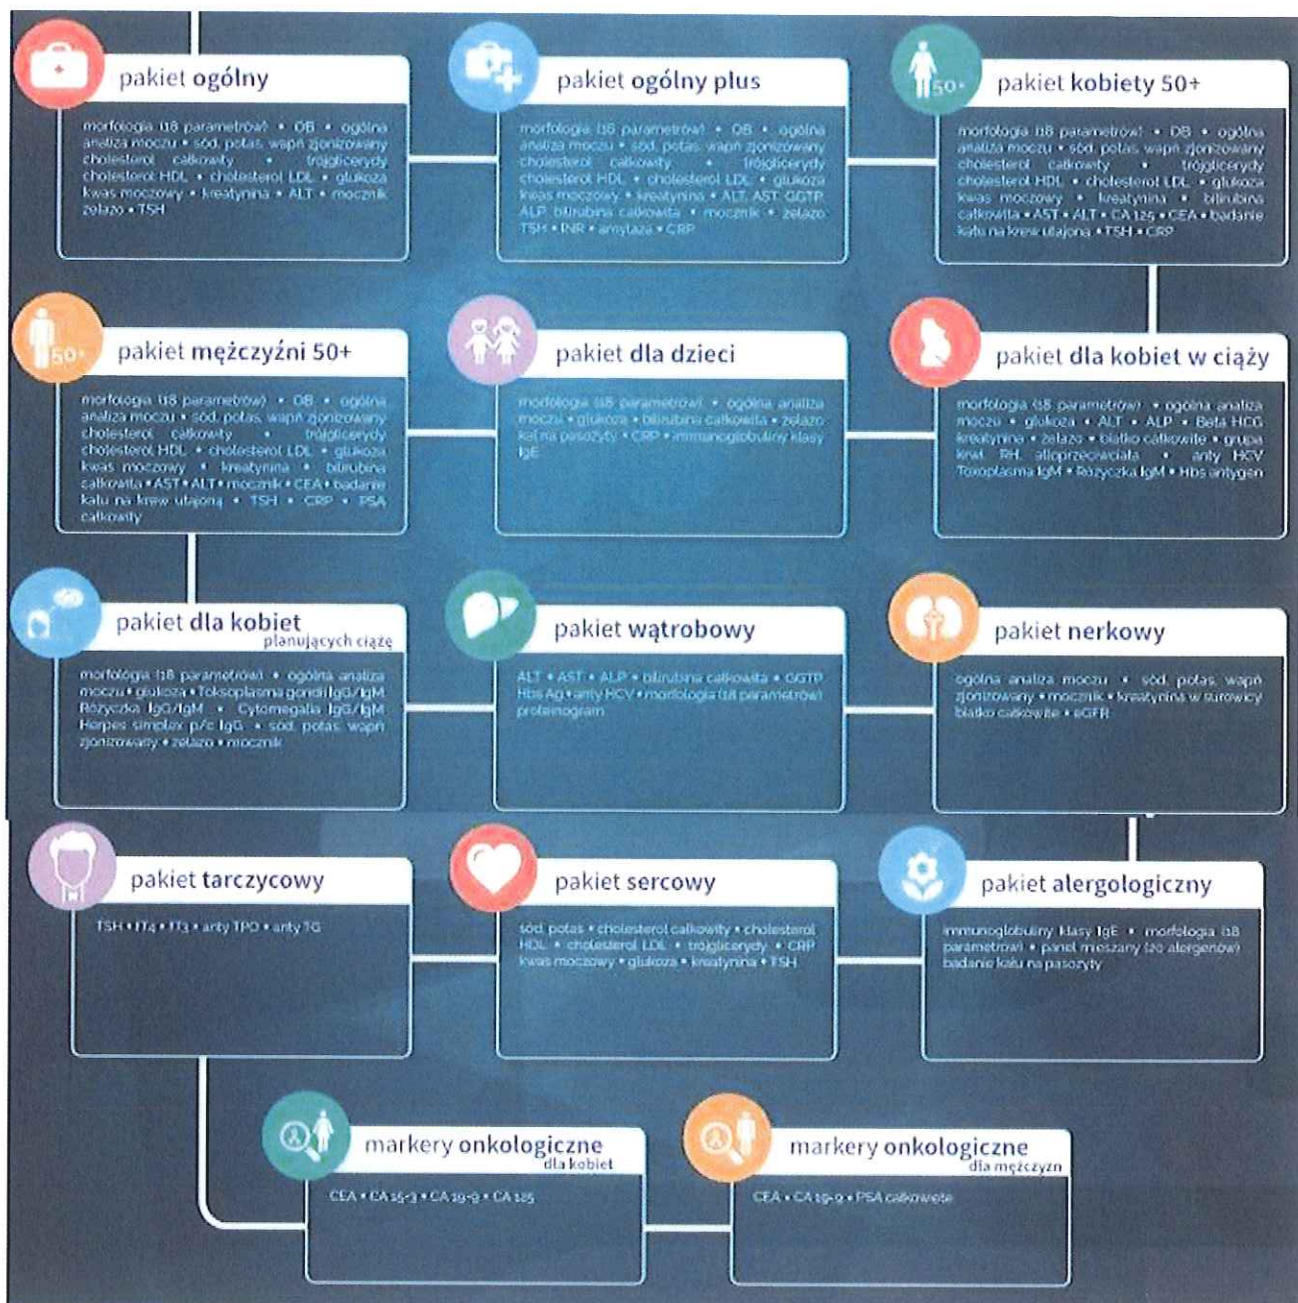 pakiet ogólny
morfologia (18 parametrów) • OB • ogólna
analiza moczu • sód, potas, wapń zjonizowany
cholesterol całkowity • trójglicerydy
cholesterol HDL • cholesterol LDL • glukoza
kwas moczowy • kreatynina • ALT • mocznik
żelazo • TSH
pakiet ogólny plus
morfologia (18 parametrów) • OB • ogólna
analiza moczu • sód, potas, wapń zjonizowany
cholesterol całkowity • trójglicerydy
cholesterol HDL • cholesterol LDL • glukoza
kwas moczowy • kreatynina • ALT, AST, GGTP
ALP, bilirubina całkowita • mocznik • żelazo
TSH • INR • amylaza • CRP
50+
pakiet kobiety 50+
morfologia (18 parametrów) • OB • ogólna
analiza moczu • sód, potas, wapń zjonizowany
cholesterol całkowity • trójglicerydy
cholesterol HDL • cholesterol LDL • glukoza
kwas moczowy • kreatynina • bilirubina
całkowita • AST • ALT • CA 125 • CEA • badanie
kału na krew utajoną • TSH • CRP
50+
pakiet mężczyźni 50+
morfologia (18 parametrów) • OB • ogólna
analiza moczu • sód, potas, wapń zjonizowany
cholesterol całkowity • trójglicerydy
cholesterol HDL • cholesterol LDL • glukoza
kwas moczowy • kreatynina • bilirubina
całkowita • AST • ALT • mocznik • CEA • badanie
kału na krew utajoną • TSH • CRP • PSA
całkowity
pakiet dla dzieci
morfologia (18 parametrów) • ogólna analiza
moczu • glukoza • bilirubina całkowita • żelazo
kał na pasożyty • CRP • immunoglobuliny klasy
IgE
pakiet dla kobiet w ciąży
morfologia (18 parametrów) • ogólna analiza
moczu • glukoza • ALT • ALP • Beta HCG
kreatynina • żelazo • białko całkowite • grupa
krwi, RH, alloprzeciwciała • anty HCV
Toxoplasma IgM • Różyczka IgM • Hbs antygen
pakiet dla kobiet
planujących ciążę
morfologia (18 parametrów) • ogólna analiza
moczu • glukoza • Toksoplasma gondi IgG/IgM
Różyczka IgG/IgM • Cytomegalia IgG/IgM
Herpes simplex p/c IgG • sód, potas, wapń
zjonizowany • żelazo • mocznik
pakiet wątrobowy
ALT • AST • ALP • bilirubina całkowita • GGTP
Hbs Ag • anty HCV • morfologia (18 parametrów)
proteinogram
pakiet nerkowy
ogólna analiza moczu • sód, potas, wapń
zjonizowany • mocznik • kreatynina w surowicy
białko całkowite • eGFR
pakiet tarczycowy
TSH • fT4 • fT3 • anty TPO • anty TG
pakiet sercowy
sód, potas • cholesterol całkowity • cholesterol
HDL • cholesterol LDL • trójglicerydy • CRP
kwas moczowy • glukoza • kreatynina • TSH
pakiet alergologiczny
immunoglobuliny klasy IgE • morfologia (18
parametrów) • panel mieszany (20 alergenów)
badanie kału na pasożyty
markery onkologiczne
dla kobiet
CEA • CA 15-3 • CA 19-9 • CA 125
markery onkologiczne
dla mężczyzn
CEA • CA 19-9 • PSA całkowite